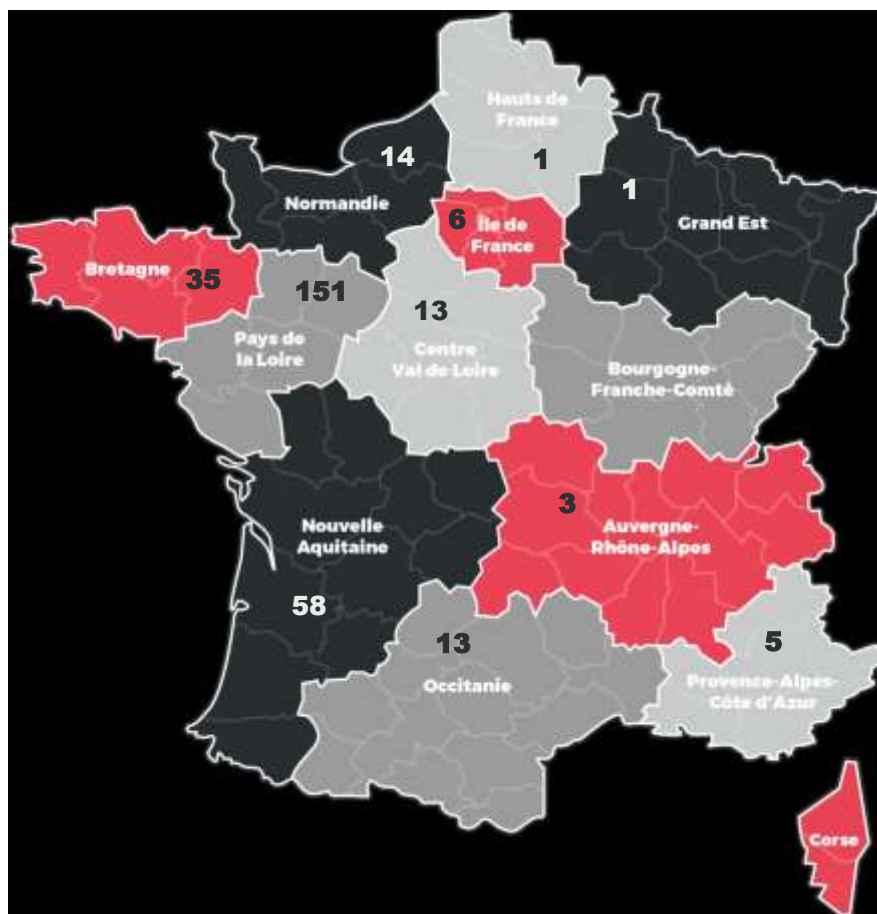 Hauts de
France
1
14
Normandie
1
Grand Est
6
Île de
France
Bretagne
35
151
Pays de
la Loire
13
Centre
Val de Loire
Bourgogne-
Franche-Comté
3
Auvergne-
Rhône-Alpes
Nouvelle
Aquitaine
58
13
Occitanie
5
Provence-Alpes-
Côte d'Azur
Corse